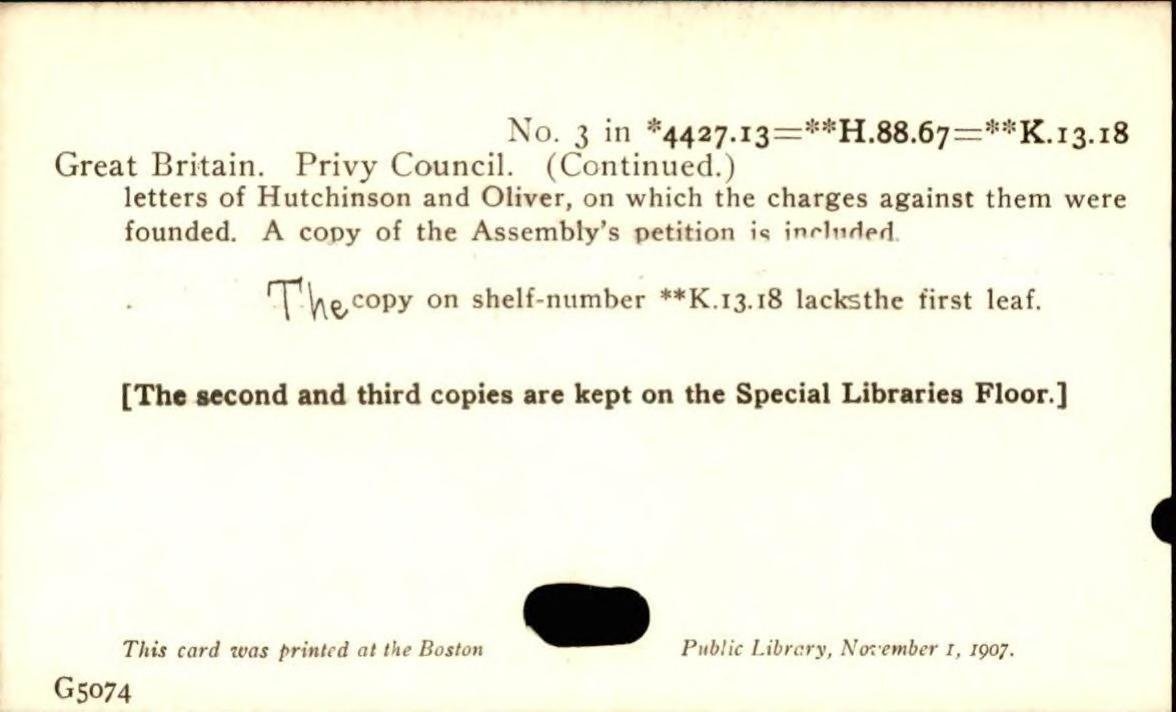 No. 3 in *4427.13=**H.88.67=**K.13.18
Great Britain. Privy Council. (Continued.)
letters of Hutchinson and Oliver, on which the charges against them were
founded. A copy of the Assembly's petition is included.
The copy on shelf-number **K.13.18 lacksthe first leaf.
[The second and third copies are kept on the Special Libraries Floor.]
This card was printed at the Boston Public Library, November 1, 1907.
G5074